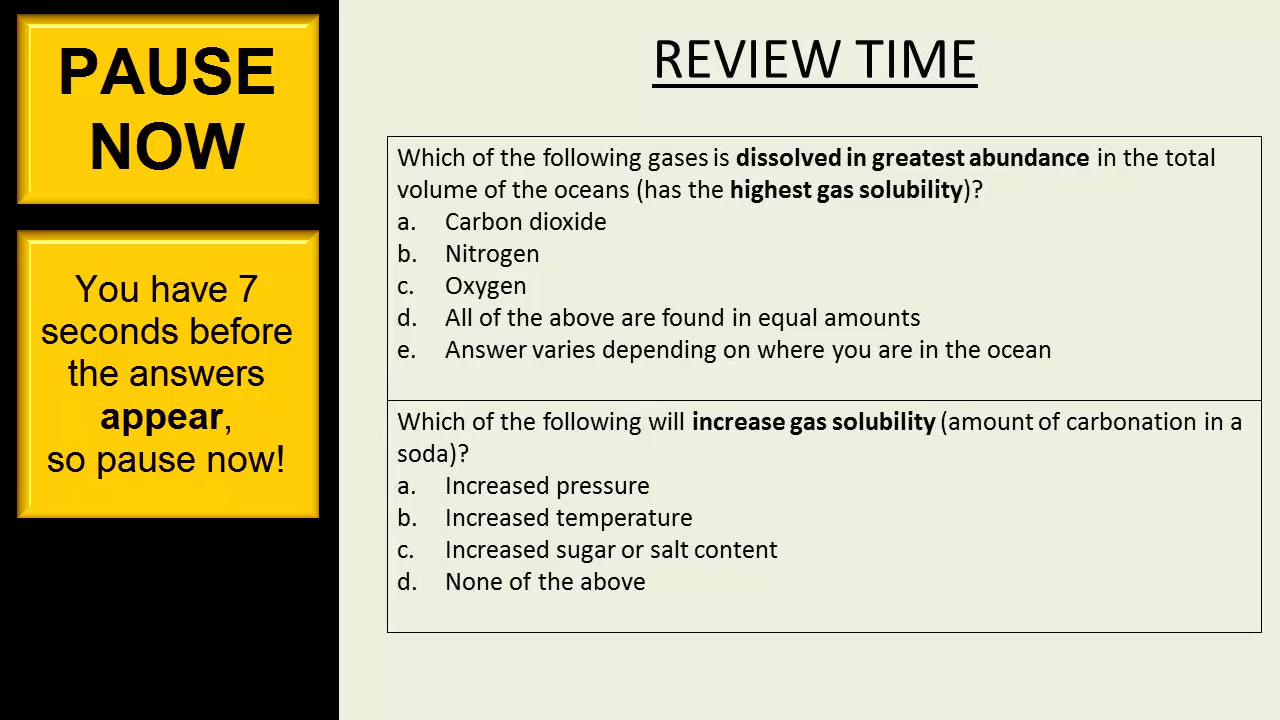 PAUSE
NOW
You have 7
seconds before
the answers
appear,
so pause now!
REVIEW TIME
Which of the following gases is dissolved in greatest abundance in the total
volume of the oceans (has the highest gas solubility)?
a. Carbon dioxide
b. Nitrogen
c. Oxygen
d. All of the above are found in equal amounts
e. Answer varies depending on where you are in the ocean
Which of the following will increase gas solubility (amount of carbonation in a
soda)?
a. Increased pressure
b. Increased temperature
c. Increased sugar or salt content
d. None of the above